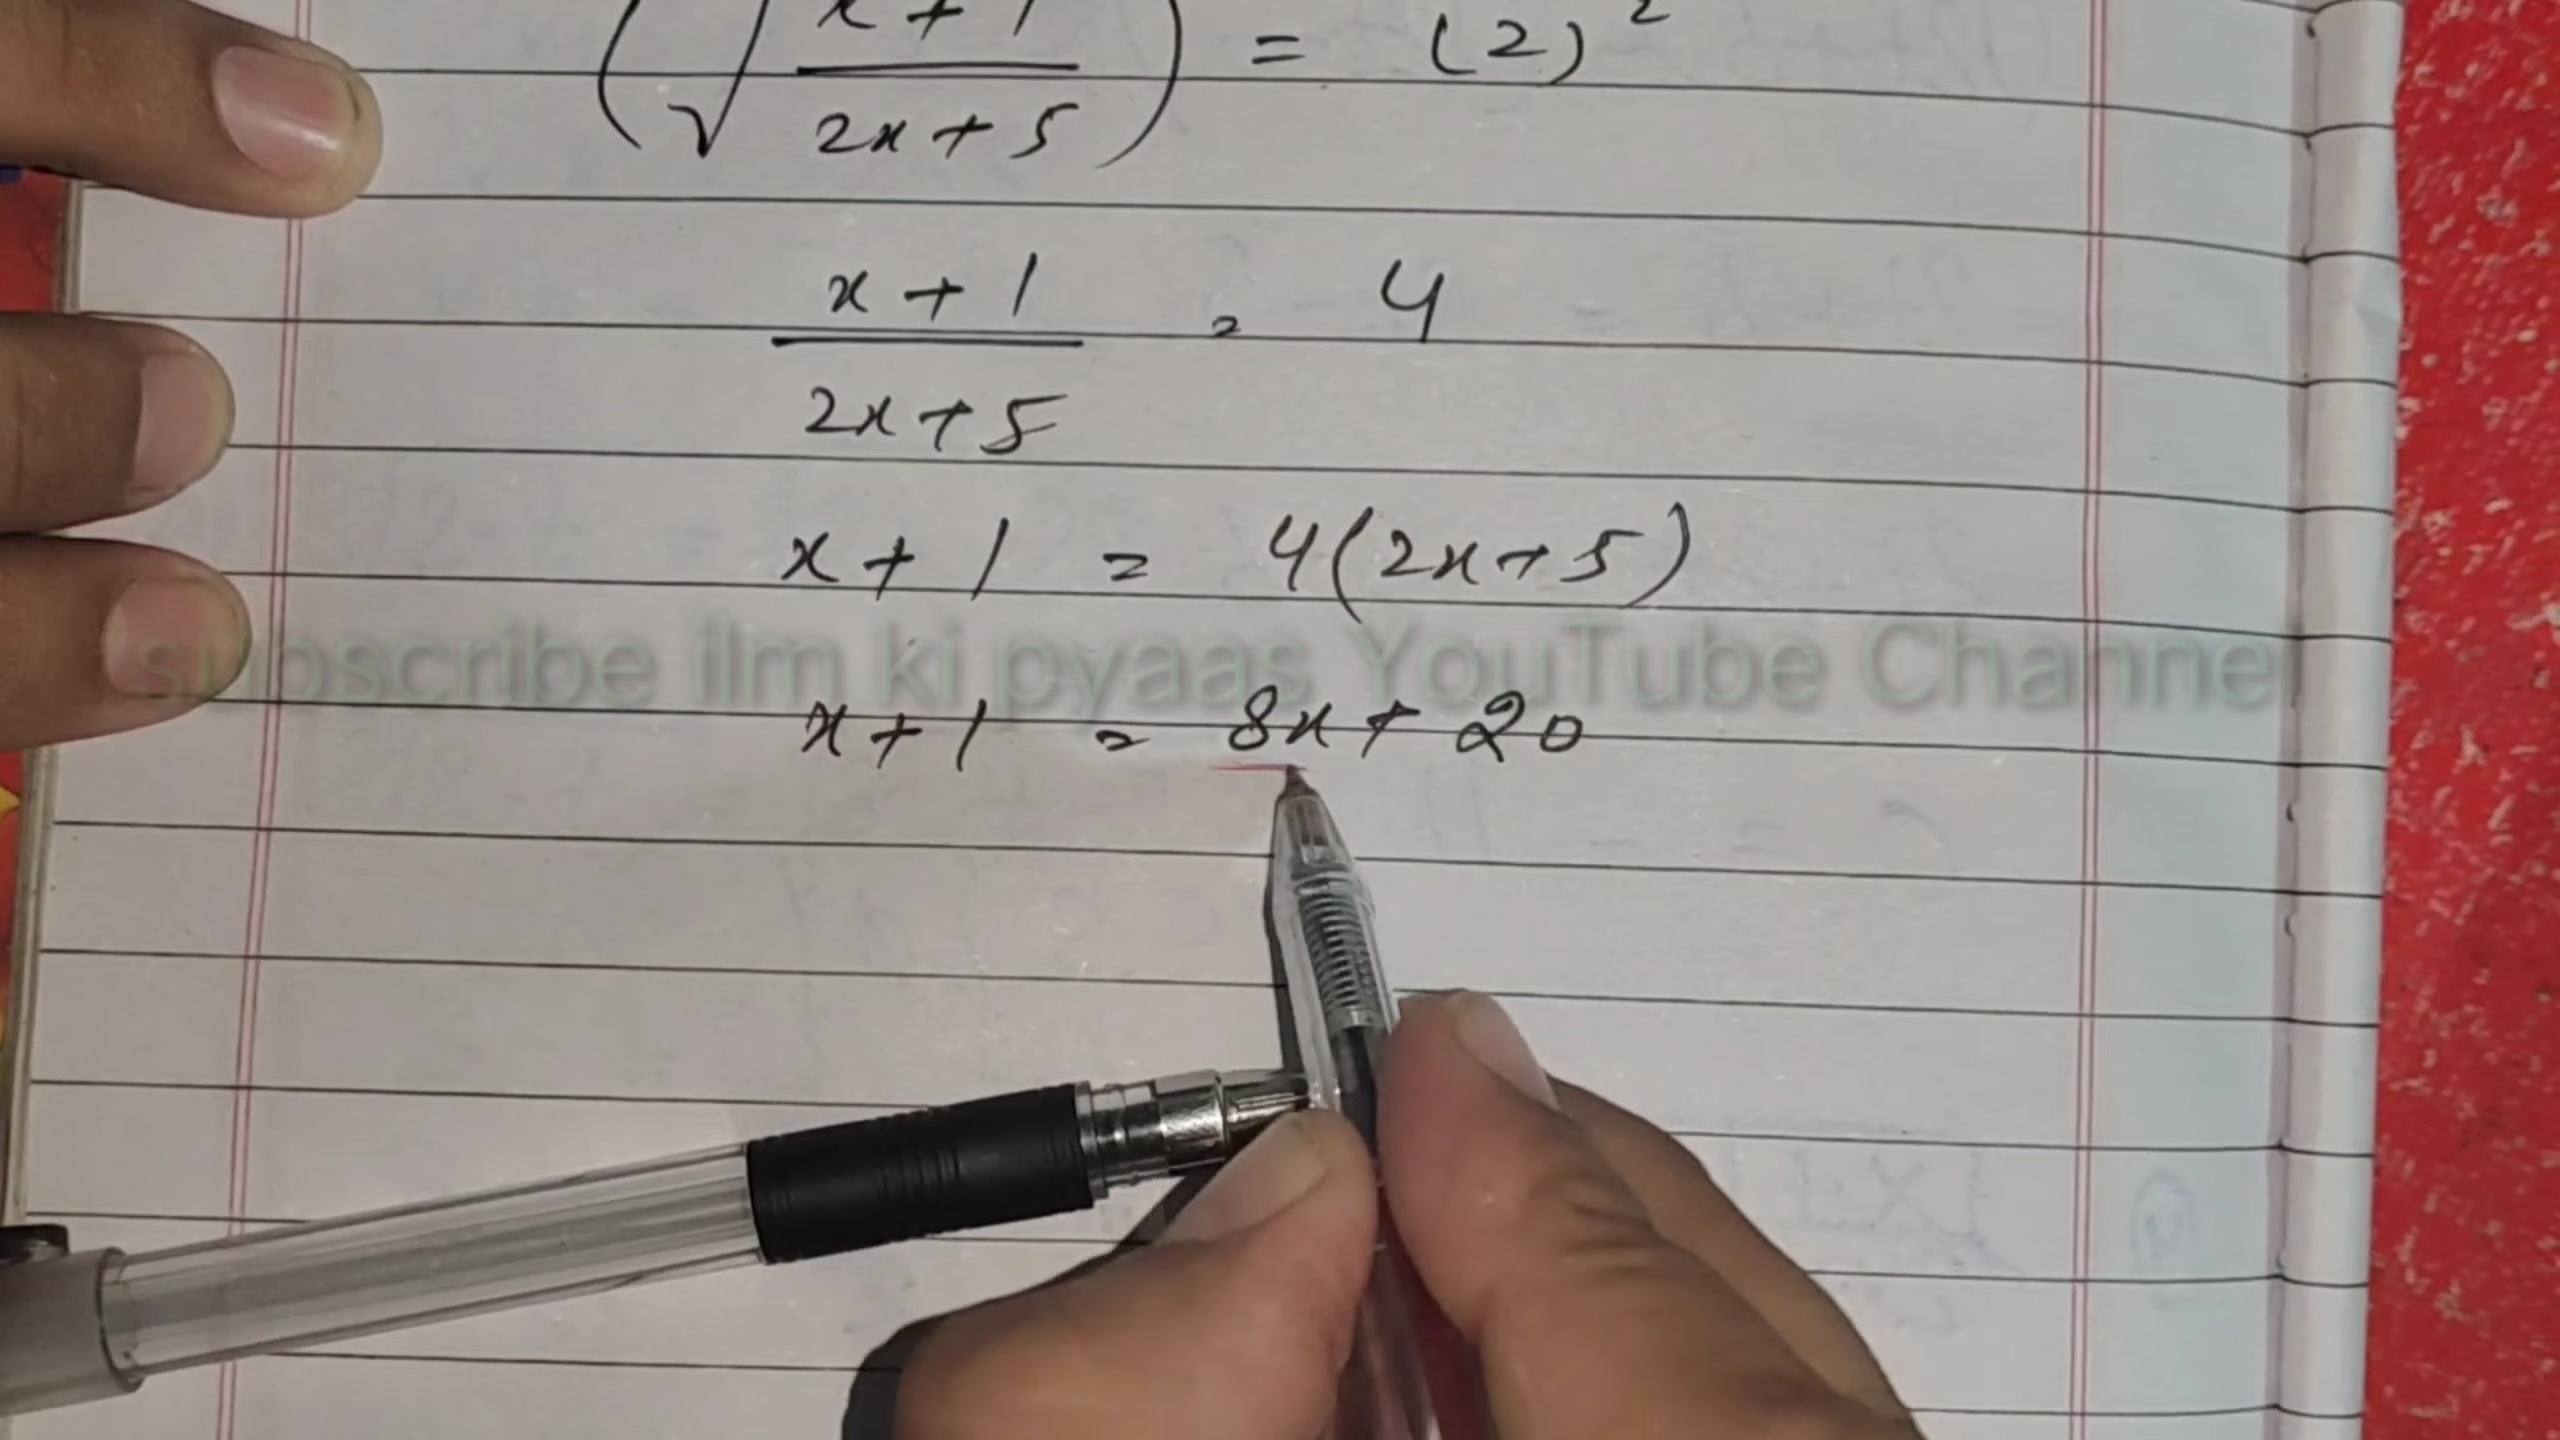 (√(x + 1)/(2x + 5)) = (2)²
(x + 1)/(2x + 5) = 4
x + 1 = 4(2x + 5)
subscribe ilm ki pyaas YouTube Channel
x + 1 = 8x + 20